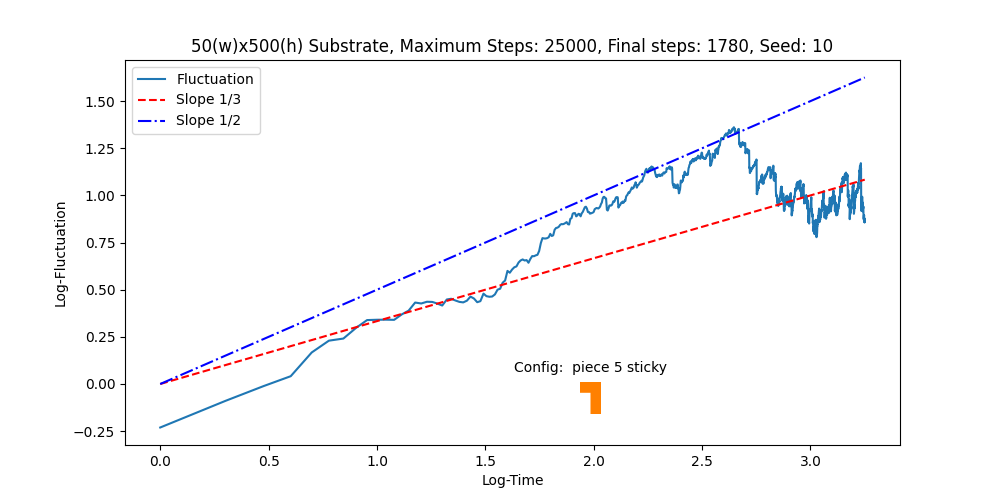 50(w)x500(h) Substrate, Maximum Steps: 25000, Final steps: 1780, Seed: 10
Fluctuation
Slope 1/3
Slope 1/2
1.50
1.25
1.00
0.75
0.50
0.25
0.00
−0.25
Log-Fluctuation
Config:  piece 5 sticky
0.0 0.5 1.0 1.5 2.0 2.5 3.0
Log-Time